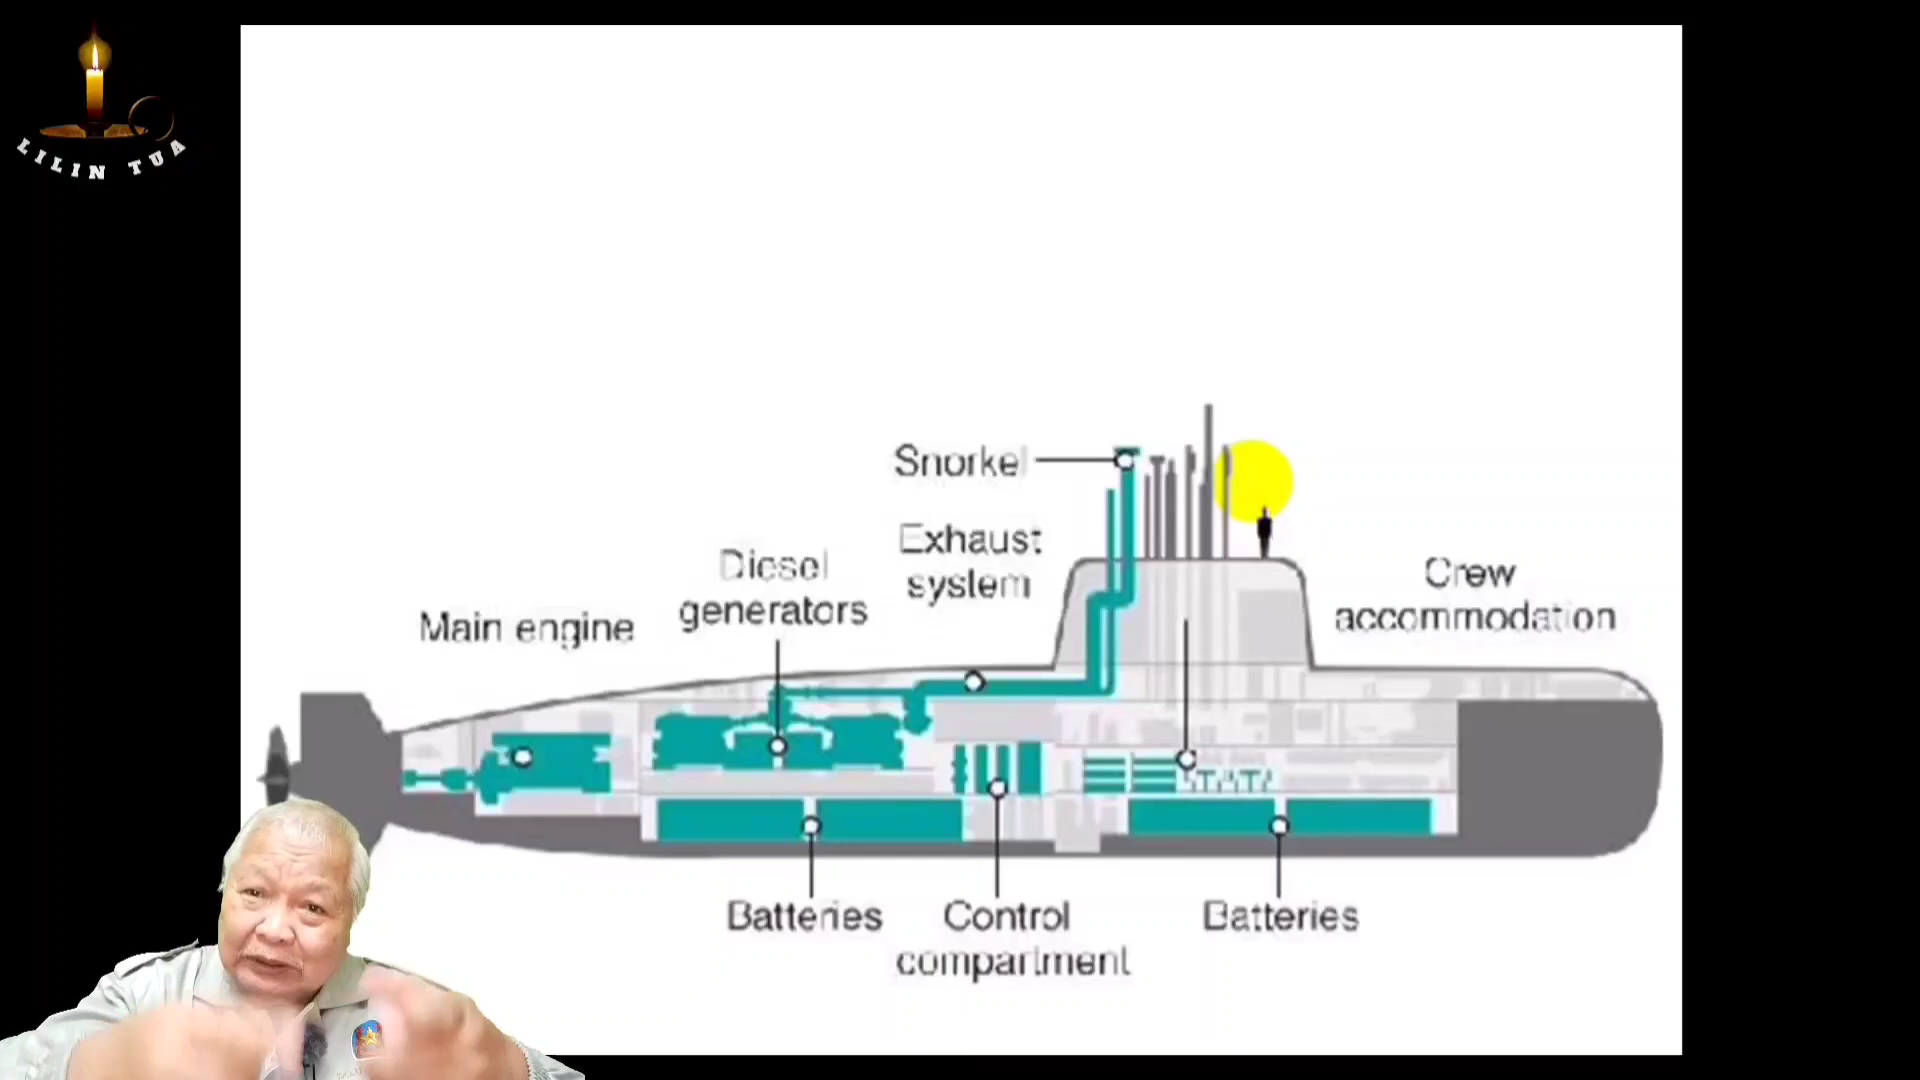 LILIN TUA
Snorkel
Exhaust
system
Diesel
generators
Main engine
Crew
accommodation
Batteries
Control
compartment
Batteries